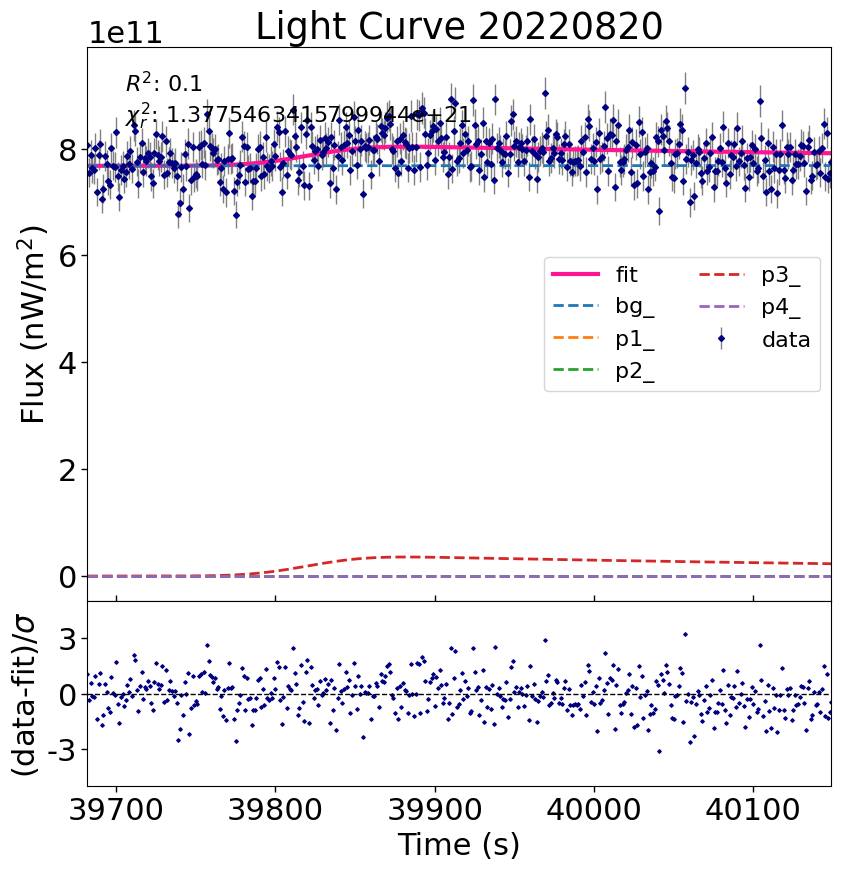 Light Curve 20220820
1e11
R²: 0.1
χ²ᵣ: 1.3775463415799944e+21
8
6
4
2
0
Flux (nW/m²)
fit
bg_
p1_
p2_
p3_
p4_
data
3
0
-3
(data-fit)/σ
39700 39800 39900 40000 40100
Time (s)